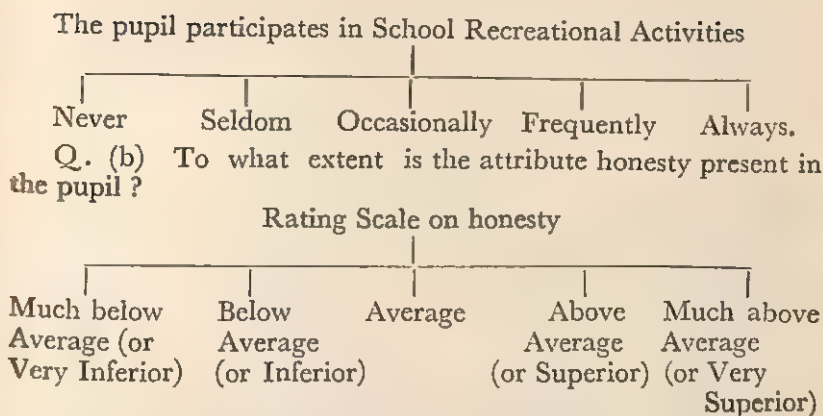 The pupil participates in School Recreational Activities
Never Seldom Occasionally Frequently Always.
Q. (b) To what extent is the attribute honesty present in
the pupil ?
Rating Scale on honesty
Much below Below Average Above Much above
Average (or Average Average Average
Very Inferior) (or Inferior) (or Superior) (or Very
Superior)